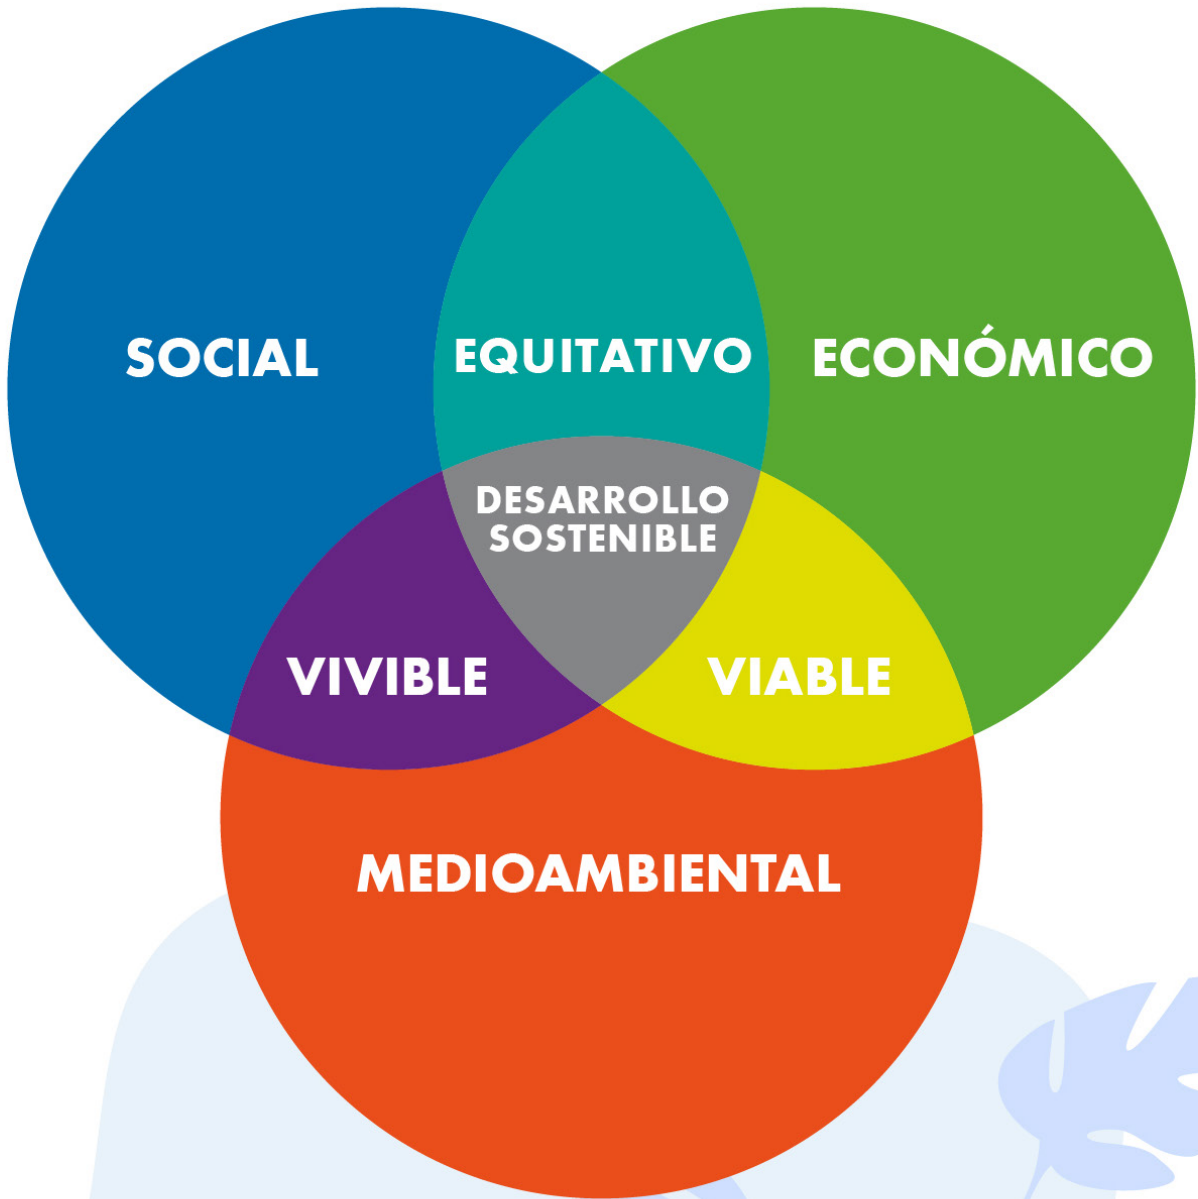 SOCIAL
EQUITATIVO
ECONÓMICO
DESARROLLO
SOSTENIBLE
VIVIBLE
VIABLE
MEDIOAMBIENTAL